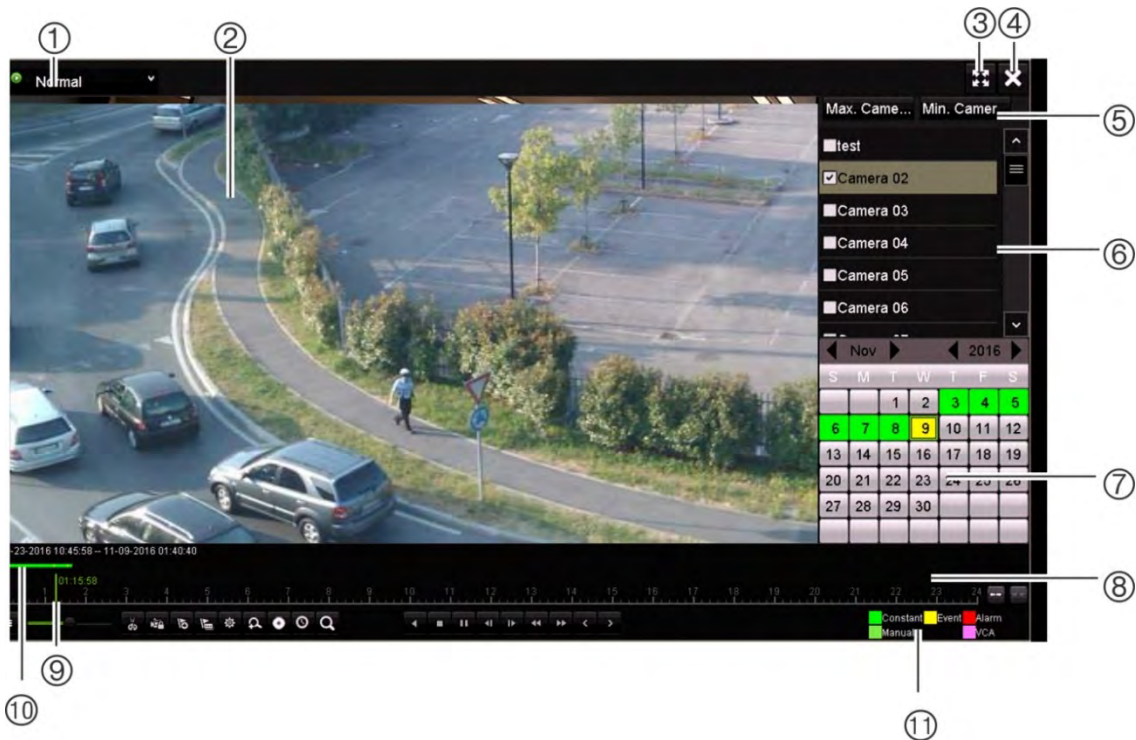 ① ② ③ ④
Normal
Max. Came... Min. Camer
⑤
test
Camera 02
Camera 03
Camera 04
⑥
Camera 05
Camera 06
Nov 2016
S M T W T F S
1 2 3 4 5
6 7 8 9 10 11 12
13 14 15 16 17 18 19
20 21 22 23 24 25 26
⑦
27 28 29 30
-23-2016 10:45:58 -- 11-09-2016 01:40:40
⑧
01:15:58
2 3 4 5 6 7 8 9 10 11 12 13 14 15 16 17 18 19 20 21 22 23 24
Constant Event Alarm
Manual VCA
⑨
⑩
⑪